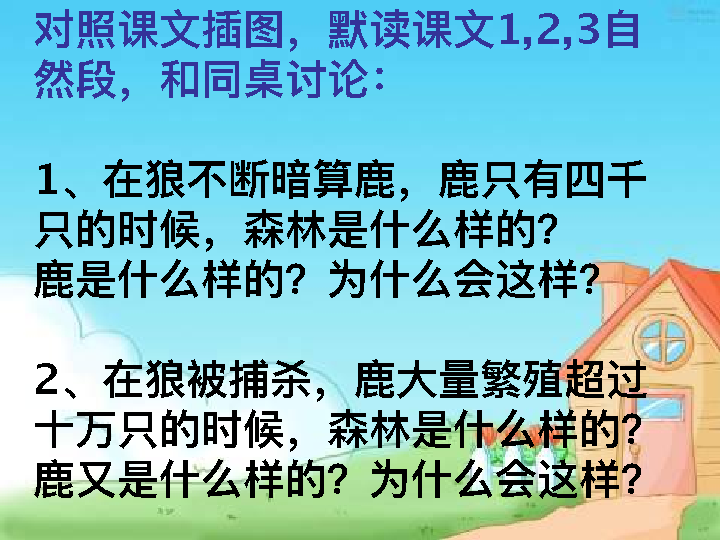 对照课文插图，默读课文1,2,3自
然段，和同桌讨论：
1、在狼不断暗算鹿，鹿只有四千
只的时候，森林是什么样的？
鹿是什么样的？为什么会这样？
2、在狼被捕杀，鹿大量繁殖超过
十万只的时候，森林是什么样的？
鹿又是什么样的？为什么会这样？